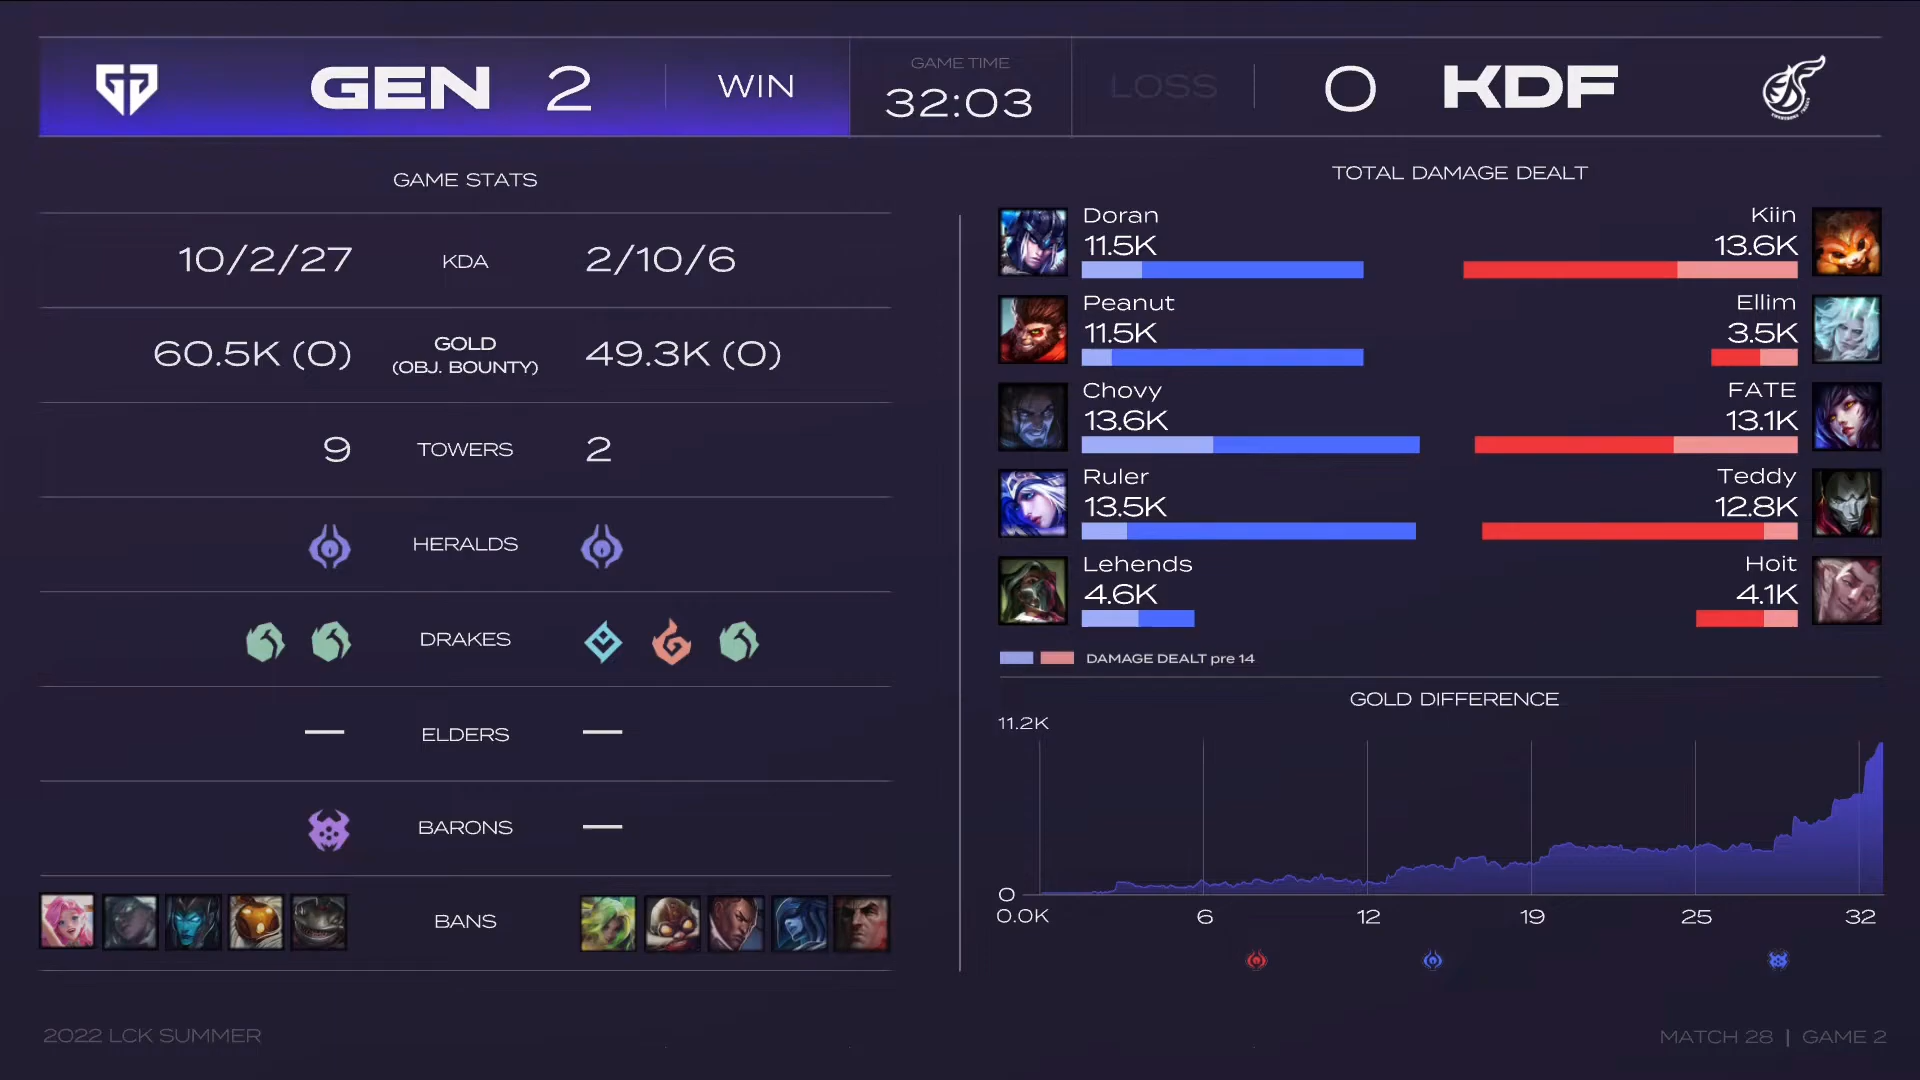 GEN 2 WIN
GAME TIME
32:03
LOSS 0 KDF
GAME STATS
10/2/27 KDA 2/10/6
60.5K (0) GOLD (OBJ. BOUNTY) 49.3K (0)
9 TOWERS 2
HERALDS
DRAKES
— ELDERS —
BARONS —
BANS
TOTAL DAMAGE DEALT
Doran Kiin
11.5K 13.6K
Peanut Ellim
11.5K 3.5K
Chovy FATE
13.6K 13.1K
Ruler Teddy
13.5K 12.8K
Lehends Hoit
4.6K 4.1K
DAMAGE DEALT pre 14
GOLD DIFFERENCE
11.2K
0
0.0K 6 12 19 25 32
2022 LCK SUMMER
MATCH 28 | GAME 2